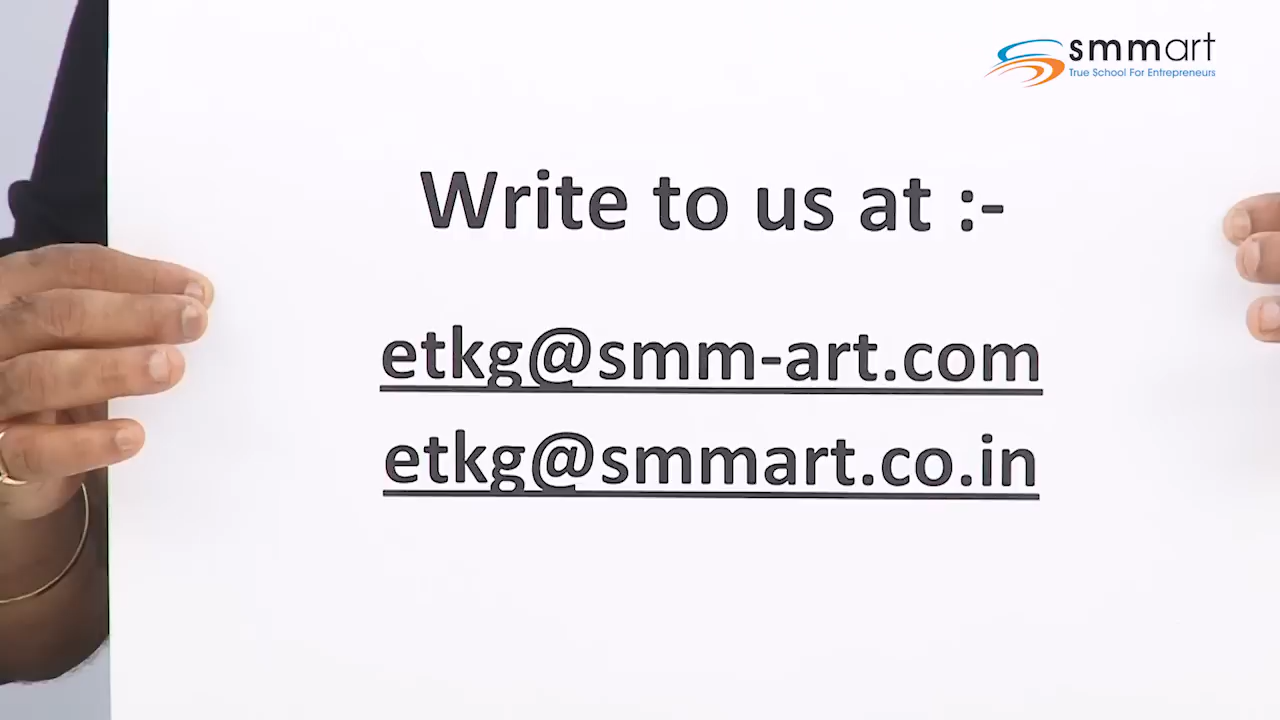 smmart
True School For Entrepreneurs
Write to us at :-
etkg@smm-art.com
etkg@smmart.co.in